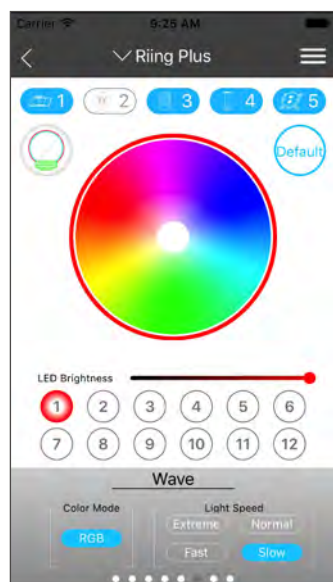 Carrier 9:25 AM
Riing Plus
1 2 3 4 5
Default
LED Brightness
1 2 3 4 5 6
7 8 9 10 11 12
Wave
Color Mode Light Speed
Extreme Normal
RGB
Fast Slow